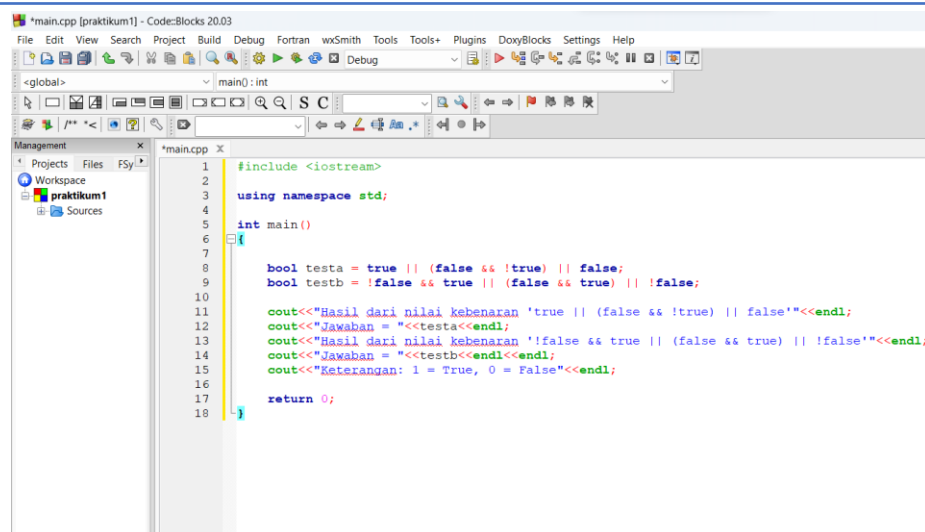 *main.cpp [praktikum1] - Code::Blocks 20.03
File Edit View Search Project Build Debug Fortran wxSmith Tools Tools+ Plugins DoxyBlocks Settings Help
Debug
<global> main() : int
S C
/** *<
Management
*main.cpp X
Projects Files FSy
Workspace
praktikum1
Sources
1 #include <iostream>
2
3 using namespace std;
4
5 int main()
6 {
7
8 bool testa = true || (false && !true) || false;
9 bool testb = !false && true || (false && true) || !false;
10
11 cout<<"Hasil dari nilai kebenaran 'true || (false && !true) || false'"<<endl;
12 cout<<"Jawaban = "<<testa<<endl;
13 cout<<"Hasil dari nilai kebenaran '!false && true || (false && true) || !false'"<<endl;
14 cout<<"Jawaban = "<<testb<<endl<<endl;
15 cout<<"Keterangan: 1 = True, 0 = False"<<endl;
16
17 return 0;
18 }